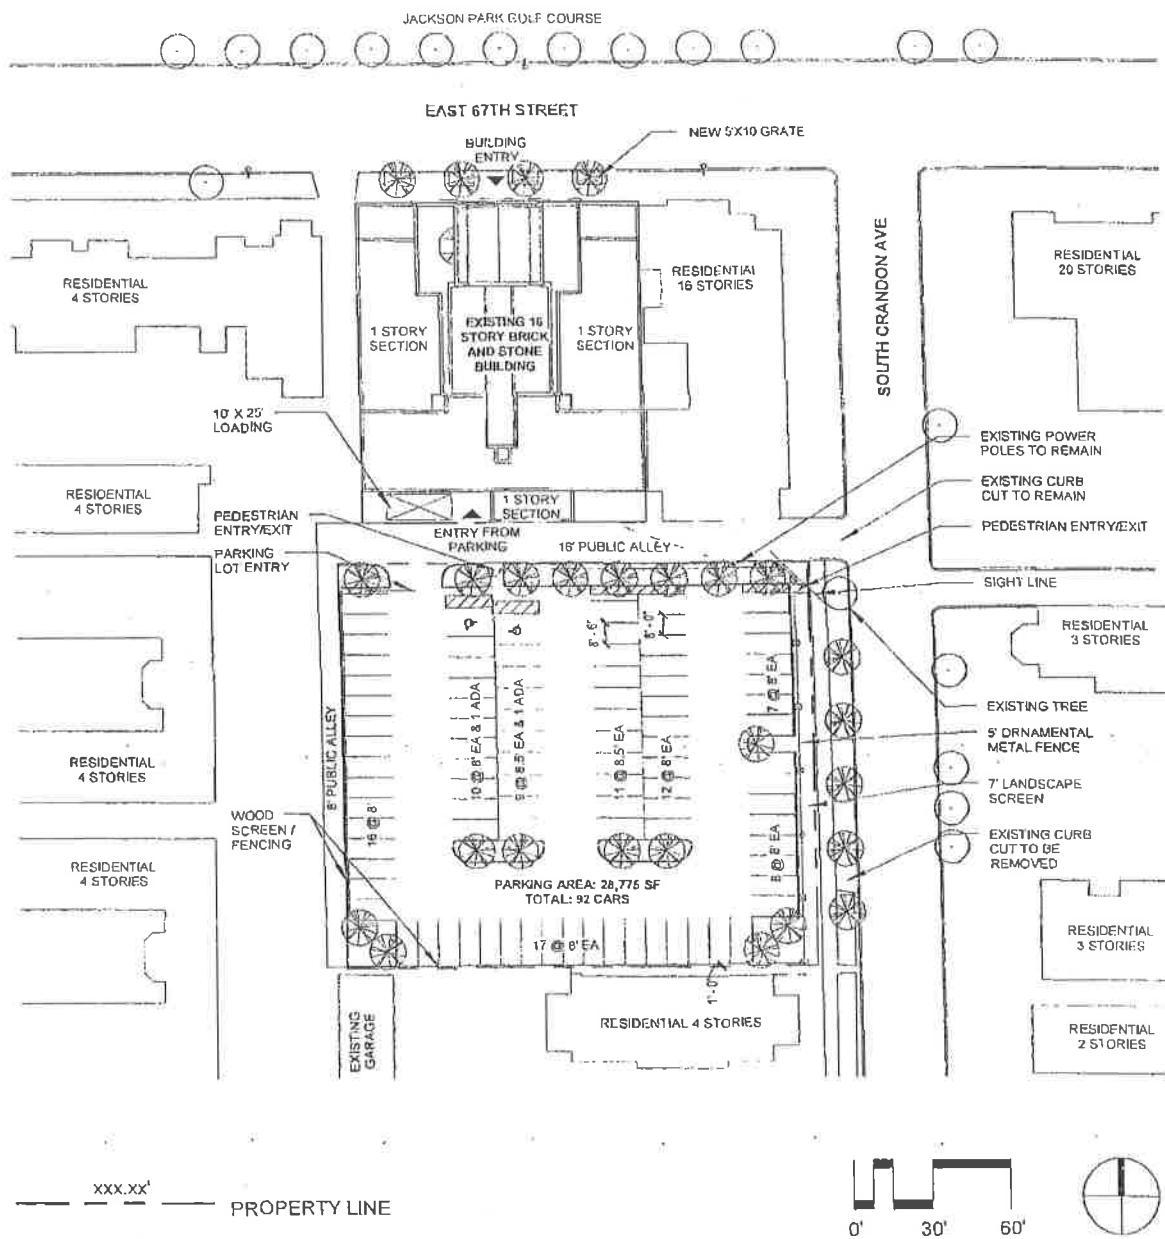 JACKSON PARK GOLF COURSE
EAST 67TH STREET
BUILDING
ENTRY
NEW 5'X10 GRATE
RESIDENTIAL
4 STORIES
1 STORY
SECTION
EXISTING 16
STORY BRICK
AND STONE
BUILDING
1 STORY
SECTION
RESIDENTIAL
16 STORIES
SOUTH CRANDON AVE
RESIDENTIAL
20 STORIES
10' X 25'
LOADING
RESIDENTIAL
4 STORIES
PEDESTRIAN
ENTRY/EXIT
PARKING
LOT ENTRY
1 STORY
SECTION
ENTRY FROM
PARKING
16' PUBLIC ALLEY
EXISTING POWER
POLES TO REMAIN
EXISTING CURB
CUT TO REMAIN
PEDESTRIAN ENTRY/EXIT
SIGHT LINE
RESIDENTIAL
3 STORIES
EXISTING TREE
5' ORNAMENTAL
METAL FENCE
7' LANDSCAPE
SCREEN
EXISTING CURB
CUT TO BE
REMOVED
8' PUBLIC ALLEY
16 @ 8'
10 @ 8' EA & 1 ADA
9 @ 8.5' EA & 1 ADA
8'-6"
8'-0"
11 @ 8.5' EA
12 @ 8' EA
7 @ 8' EA
8 @ 8' EA
RESIDENTIAL
4 STORIES
WOOD
SCREEN /
FENCING
RESIDENTIAL
4 STORIES
PARKING AREA: 28,775 SF
TOTAL: 92 CARS
17 @ 8' EA
1'-0"
EXISTING
GARAGE
RESIDENTIAL 4 STORIES
RESIDENTIAL
3 STORIES
RESIDENTIAL
2 STORIES
XXX.XX'
PROPERTY LINE
0' 30' 60'